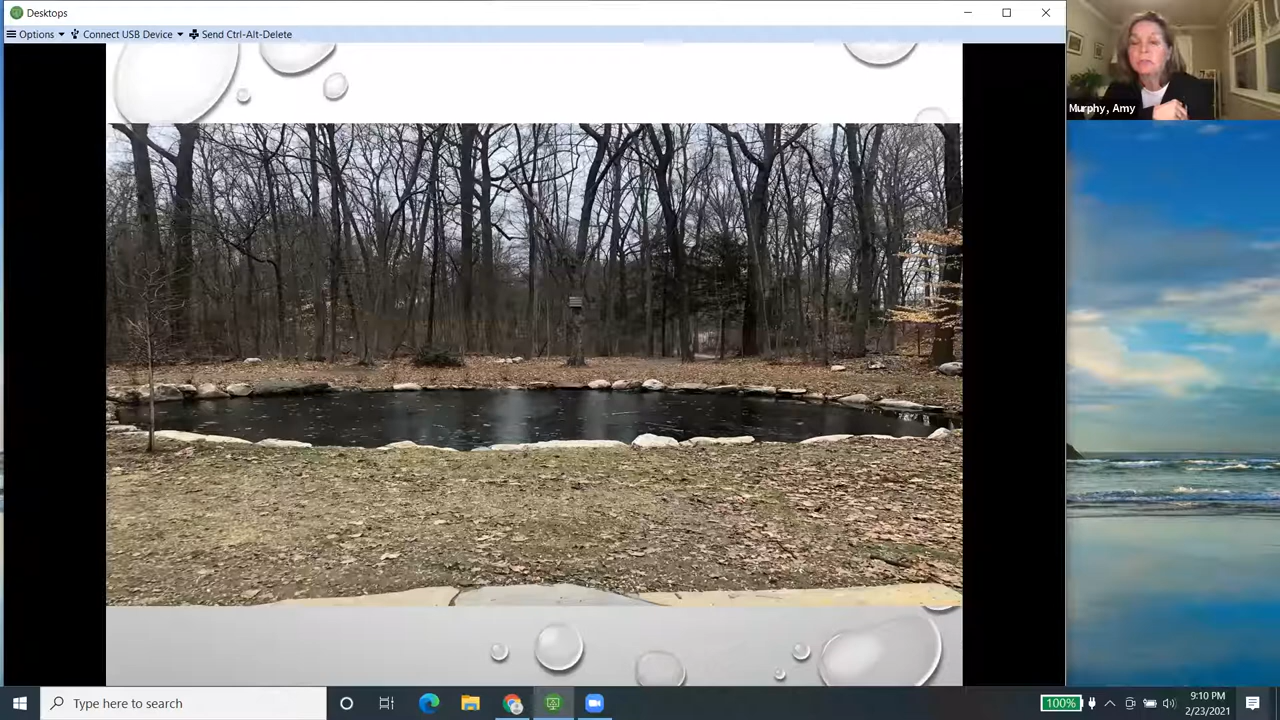 Desktops
Options Connect USB Device Send Ctrl-Alt-Delete
Murphy, Amy
Type here to search
100%
9:10 PM
2/23/2021